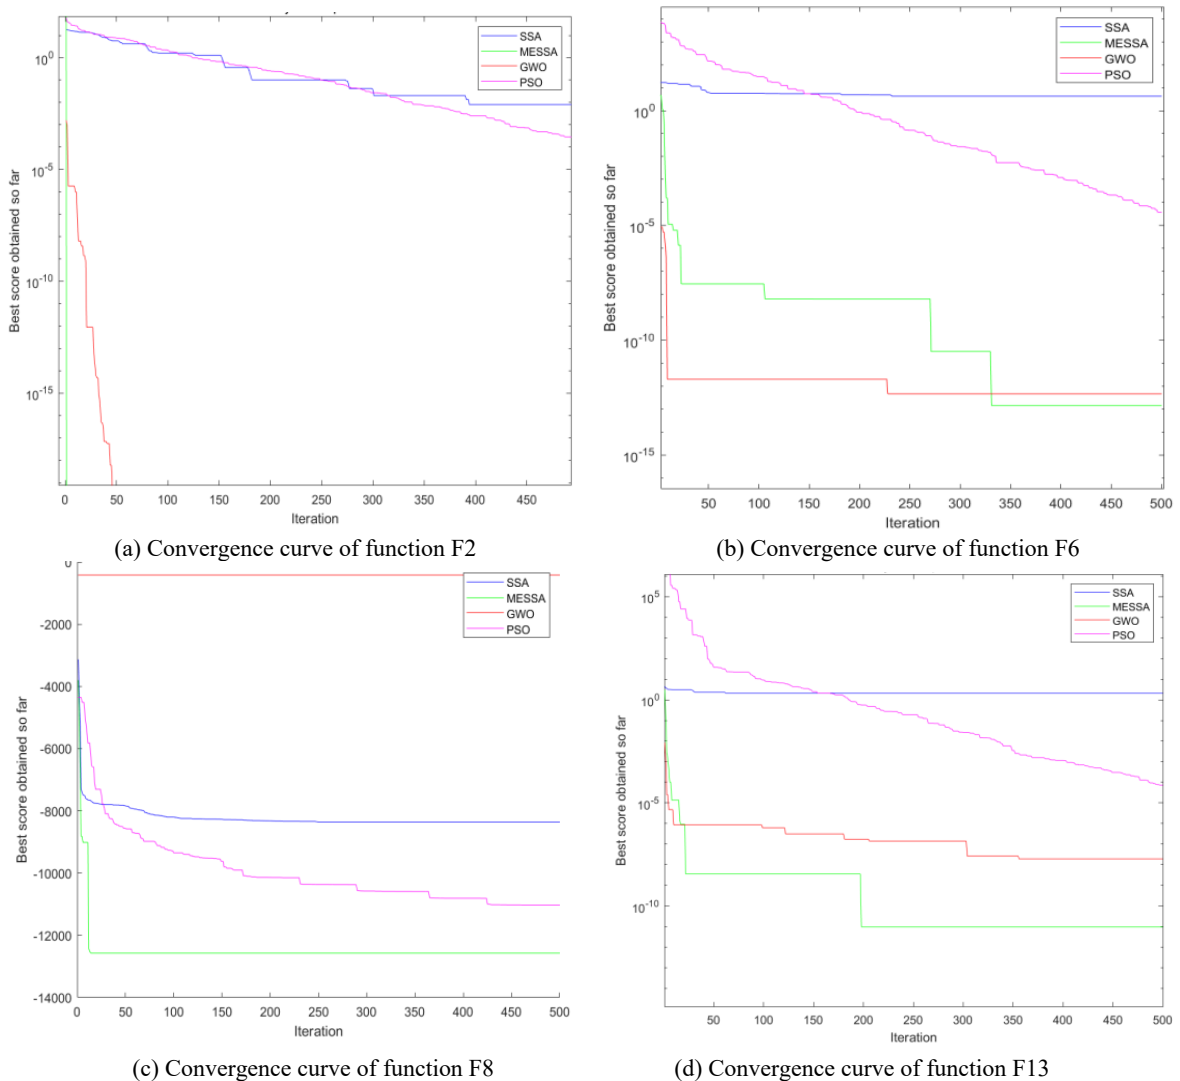 10^0
10^-5
10^-10
10^-15
Best score obtained so far
0 50 100 150 200 250 300 350 400 450
Iteration
SSA
MESSA
GWO
PSO
(a) Convergence curve of function F2
10^0
10^-5
10^-10
10^-15
Best score obtained so far
50 100 150 200 250 300 350 400 450 500
Iteration
SSA
MESSA
GWO
PSO
(b) Convergence curve of function F6
0
-2000
-4000
-6000
-8000
-10000
-12000
-14000
Best score obtained so far
0 50 100 150 200 250 300 350 400 450 500
Iteration
SSA
MESSA
GWO
PSO
(c) Convergence curve of function F8
10^5
10^0
10^-5
10^-10
Best score obtained so far
50 100 150 200 250 300 350 400 450 500
Iteration
SSA
MESSA
GWO
PSO
(d) Convergence curve of function F13